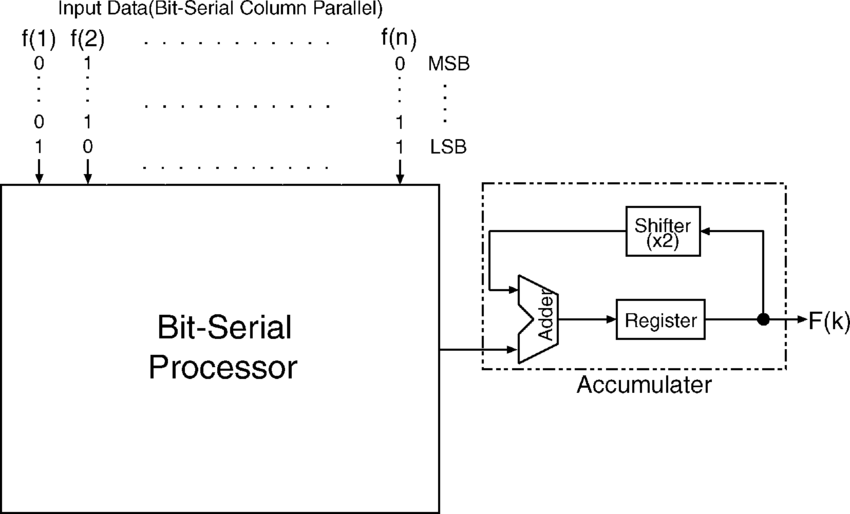 Input Data(Bit-Serial Column Parallel)
f(1) f(2) . . . . . . . . . . . f(n)
0 1 0 MSB
. . . . . . . . . . .
0 1 1
1 0 1 LSB
. . . . . . . . . . .
Shifter
(x2)
Bit-Serial
Processor
Adder
Register
F(k)
Accumulater